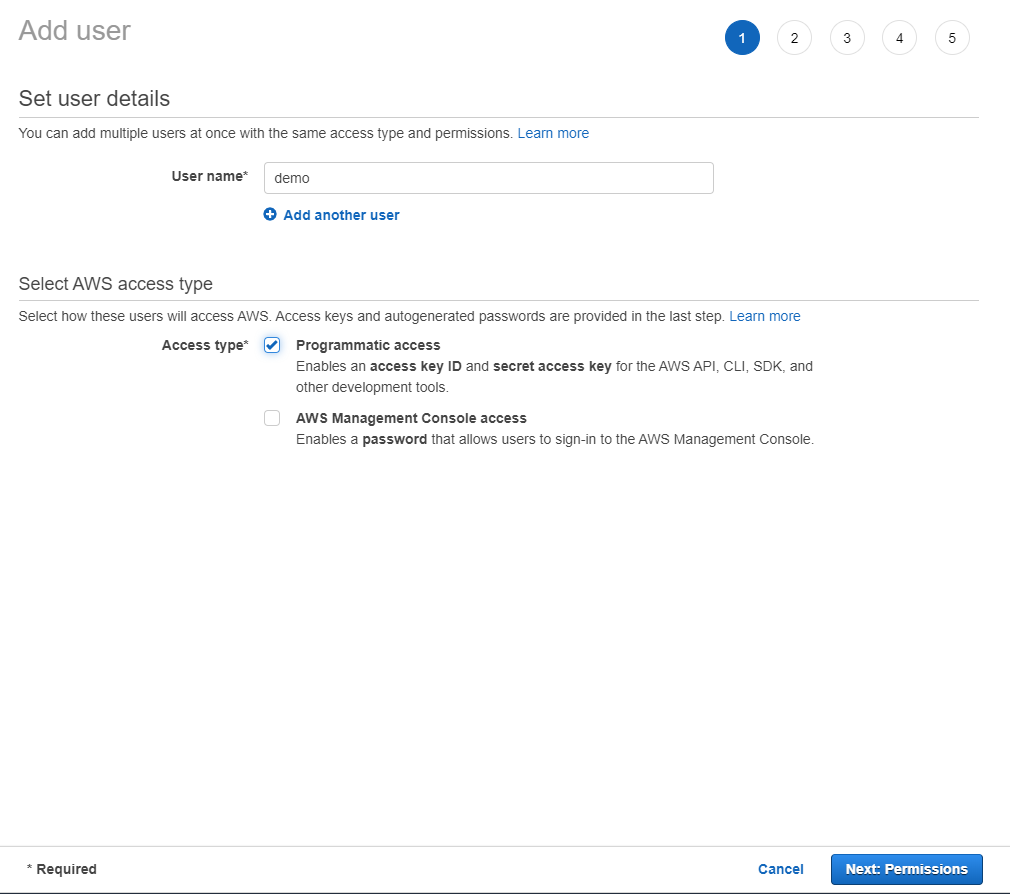 Add user
1 2 3 4 5
Set user details
You can add multiple users at once with the same access type and permissions. Learn more
User name*
demo
Add another user
Select AWS access type
Select how these users will access AWS. Access keys and autogenerated passwords are provided in the last step. Learn more
Access type*
Programmatic access
Enables an access key ID and secret access key for the AWS API, CLI, SDK, and
other development tools.
AWS Management Console access
Enables a password that allows users to sign-in to the AWS Management Console.
* Required
Cancel
Next: Permissions